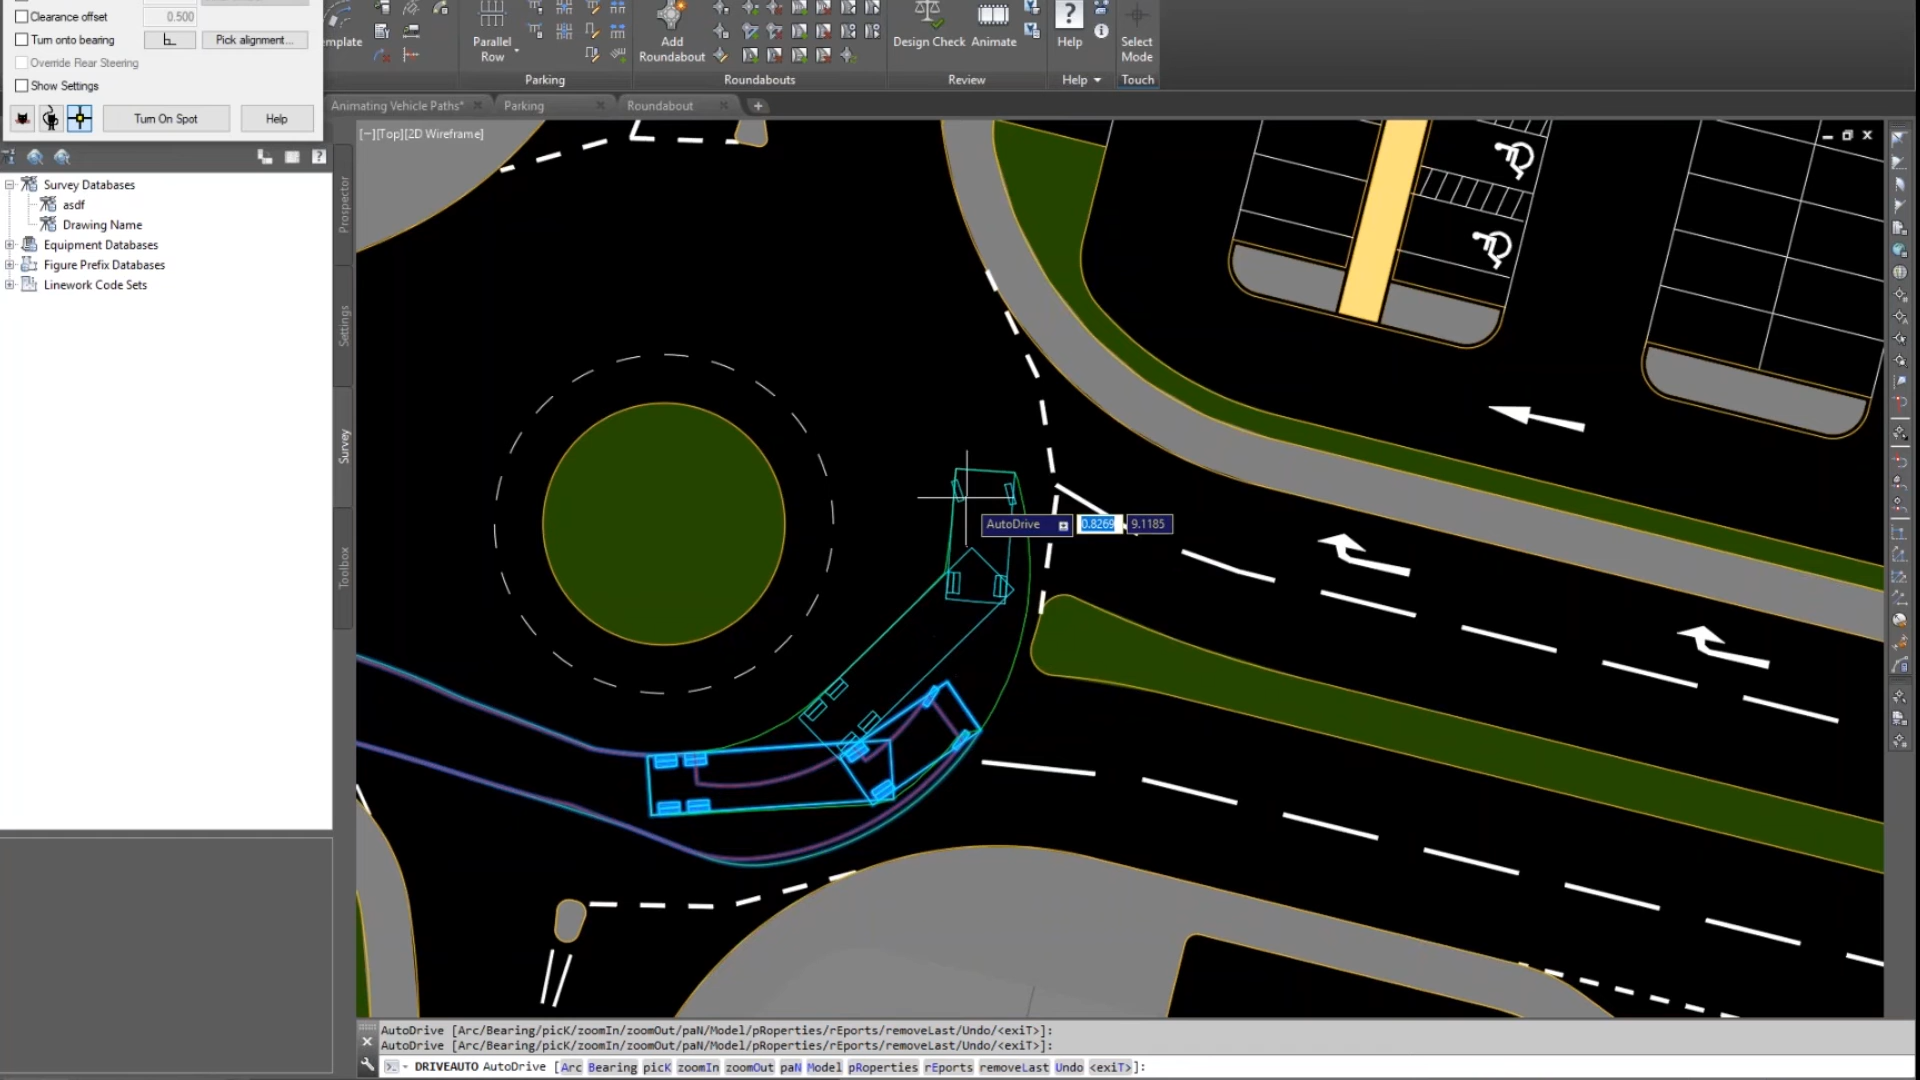 Clearance offset
0.500
Turn onto bearing
Pick alignment...
Override Rear Steering
Show Settings
Turn On Spot
Help
Parallel
Row
Parking
Add
Roundabout
Roundabouts
Design Check
Animate
Review
Help
Help
Select
Mode
Touch
Animating Vehicle Paths*
Parking
Roundabout
[−][Top][2D Wireframe]
Survey Databases
asdf
Drawing Name
Equipment Databases
Figure Prefix Databases
Linework Code Sets
Prospector
Settings
Survey
Toolbox
AutoDrive
0.8269
9.1185
AutoDrive [Arc/Bearing/picK/zoomIn/zoomOut/paN/Model/pRoperties/rEports/removeLast/Undo/<exiT>]:
AutoDrive [Arc/Bearing/picK/zoomIn/zoomOut/paN/Model/pRoperties/rEports/removeLast/Undo/<exiT>]:
DRIVEAUTO AutoDrive [Arc Bearing picK zoomIn zoomOut paN Model pRoperties rEports removeLast Undo <exiT>]: